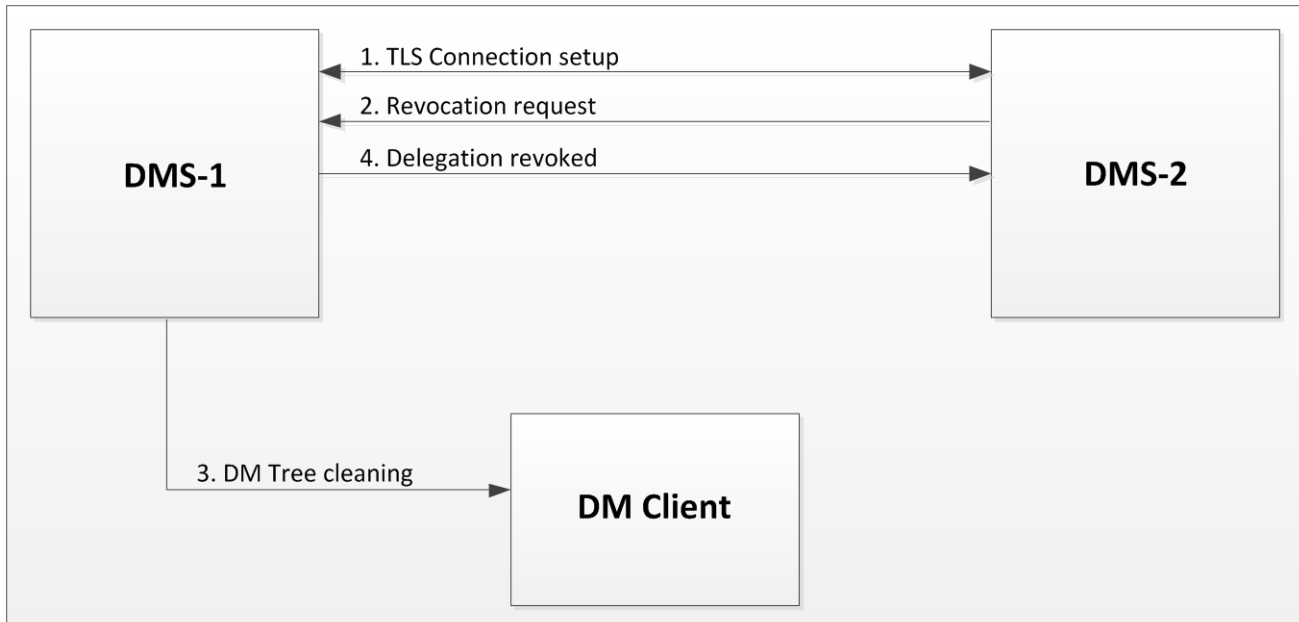 1. TLS Connection setup
2. Revocation request
4. Delegation revoked
DMS-1
DMS-2
3. DM Tree cleaning
DM Client